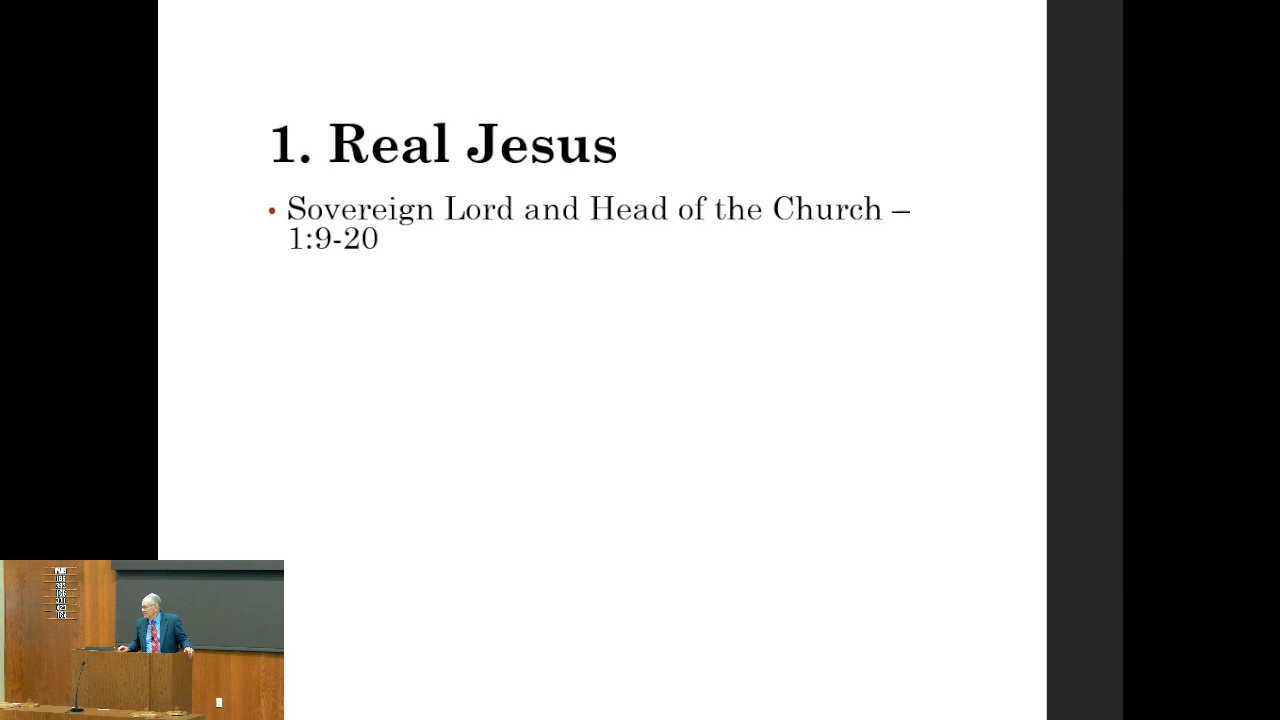 1. Real Jesus
• Sovereign Lord and Head of the Church –
1:9-20